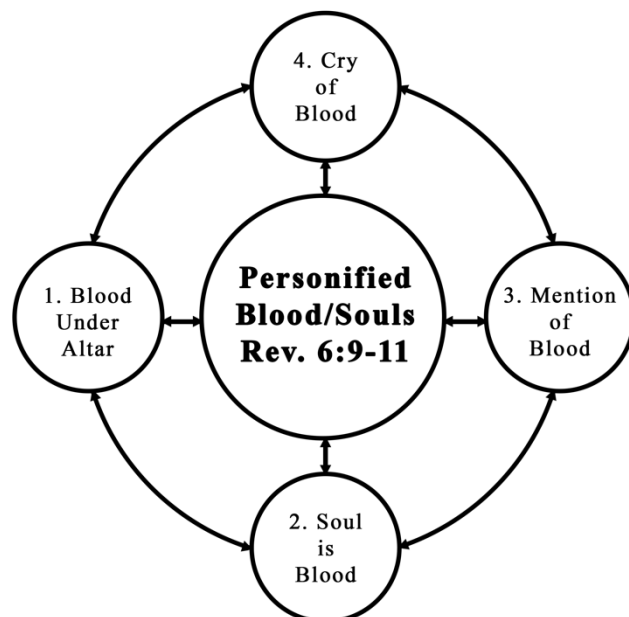 4. Cry
of
Blood
Personified
Blood/Souls
Rev. 6:9-11
1. Blood
Under
Altar
3. Mention
of
Blood
2. Soul
is
Blood